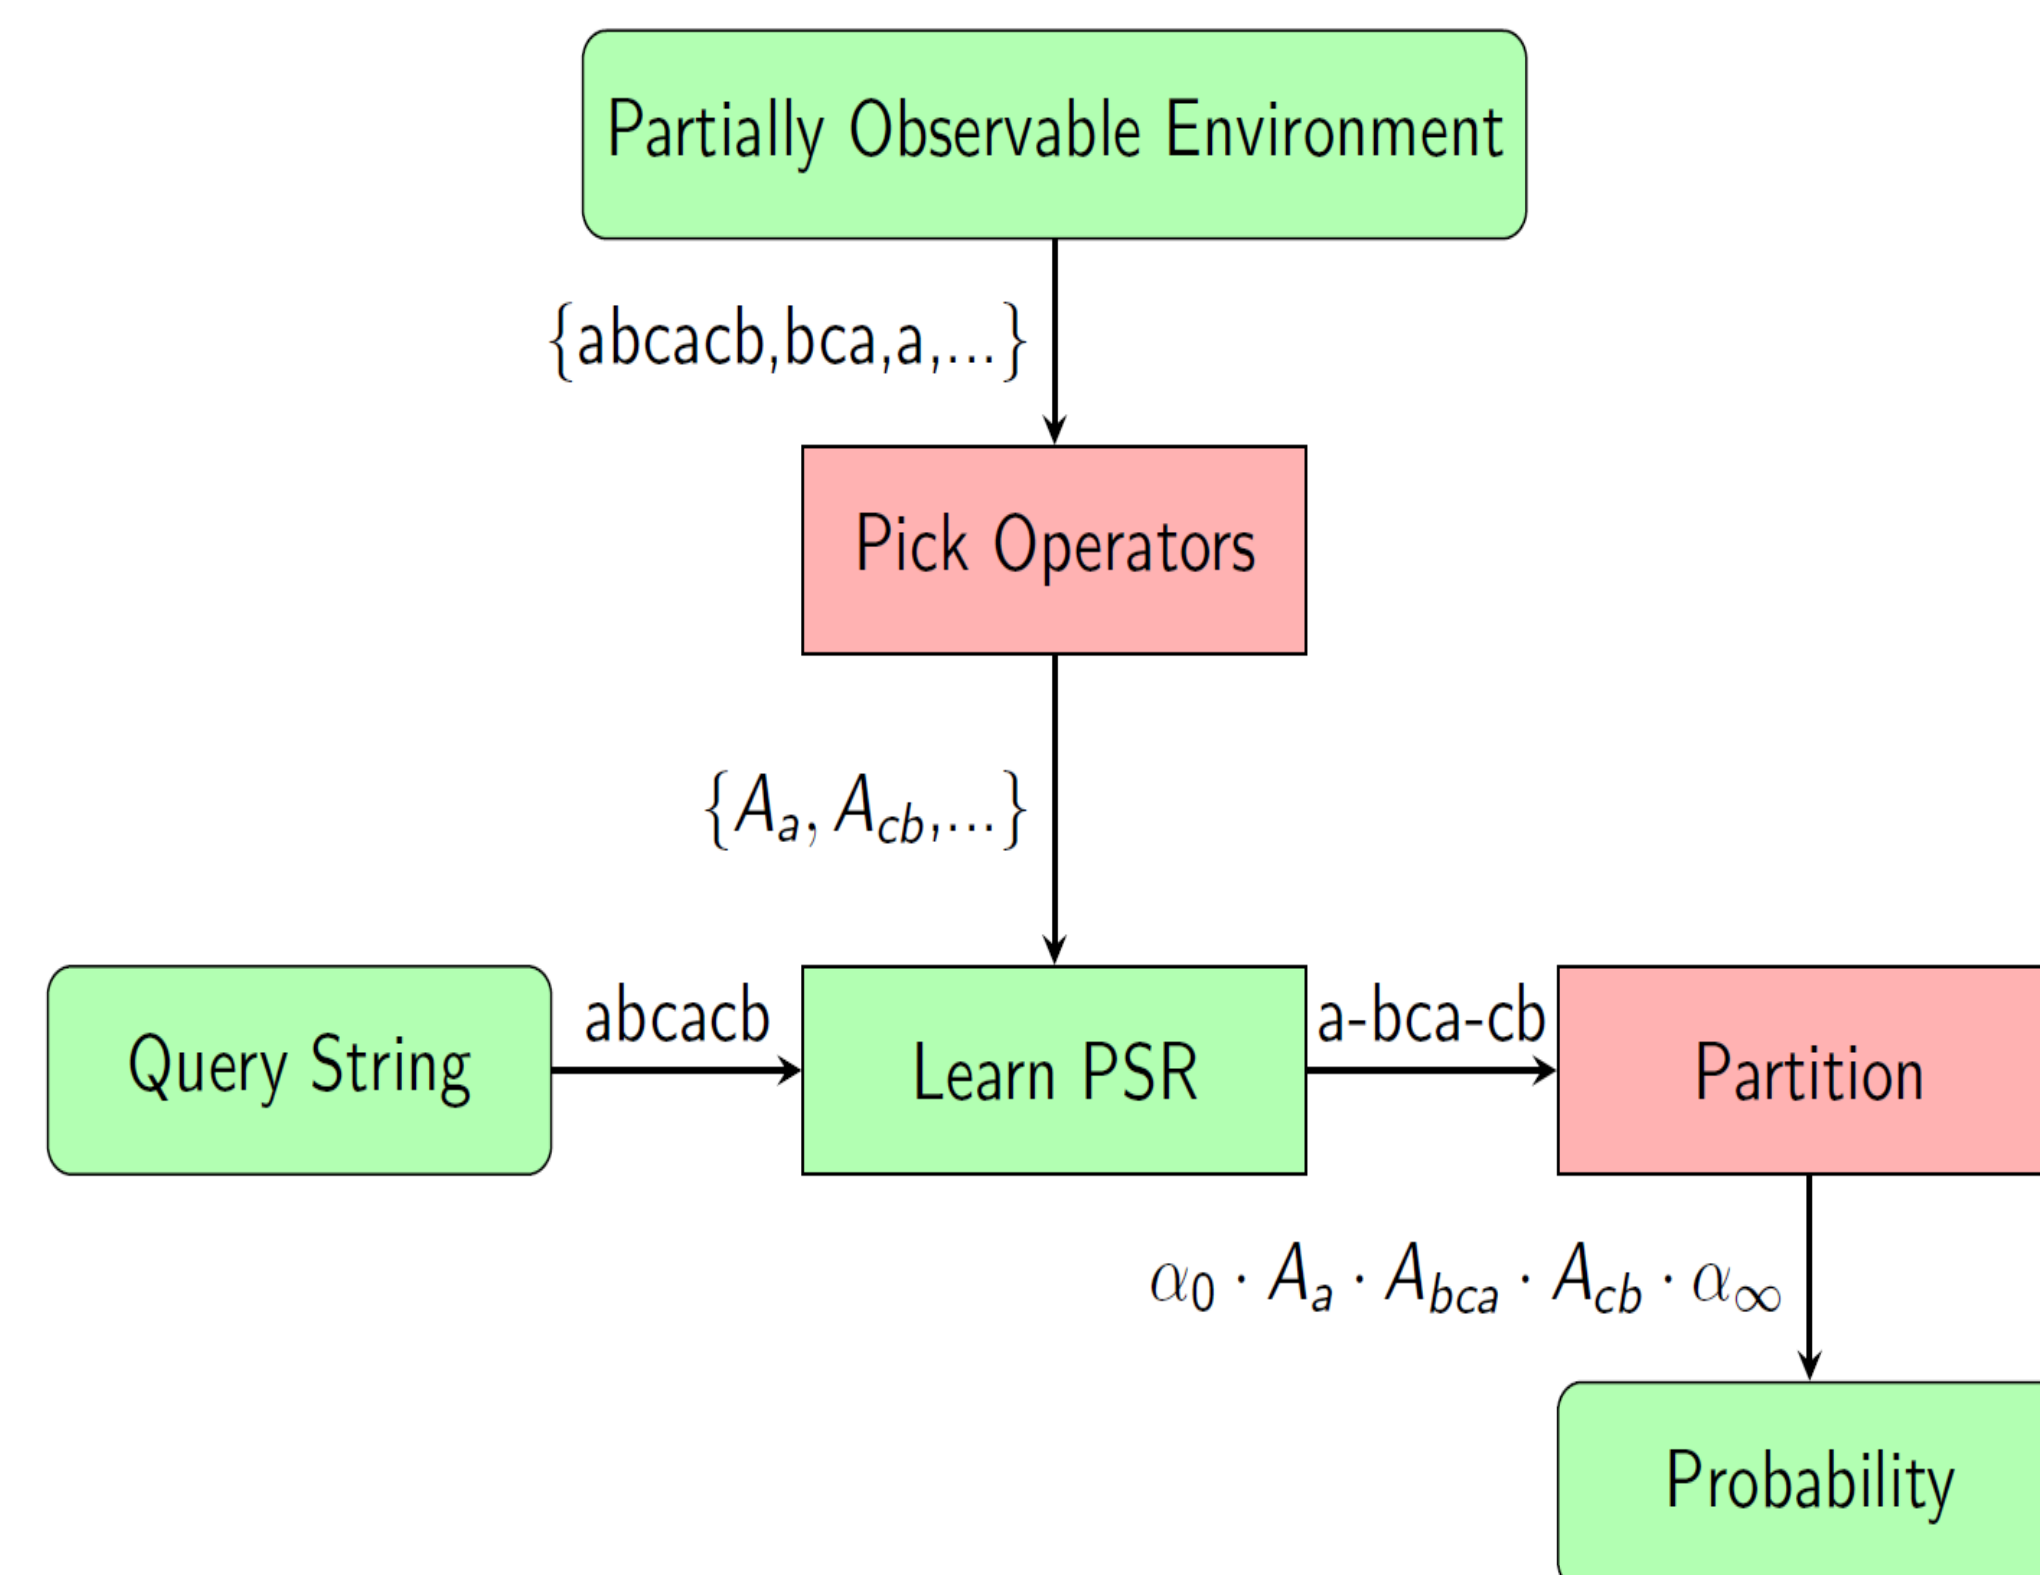 Partially Observable Environment
{abcacb,bca,a,...}
Pick Operators
{A_a, A_cb,...}
Query String
abcacb
Learn PSR
a-bca-cb
Partition
α_0 · A_a · A_bca · A_cb · α_∞
Probability